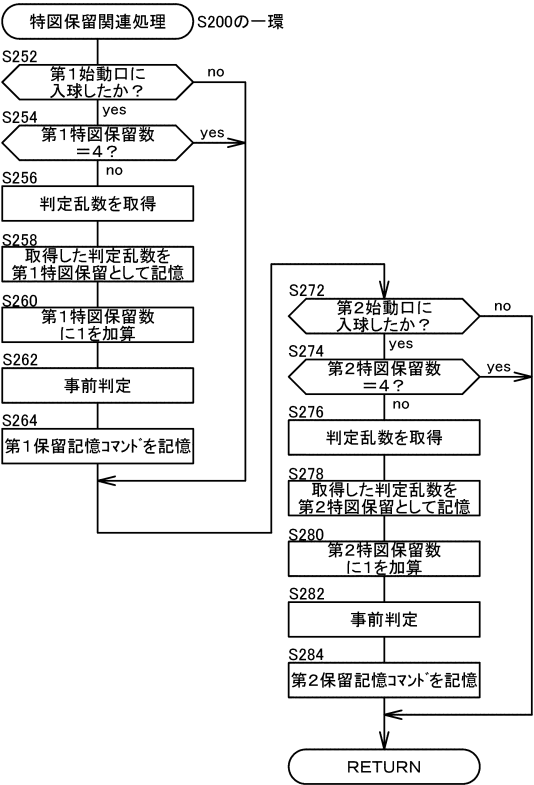 特図保留関連処理
S200の一環
S252
第1始動口に
入球したか？
no
yes
S254
第1特図保留数
＝4？
yes
no
S256
判定乱数を取得
S258
取得した判定乱数を
第1特図保留として記憶
S260
第1特図保留数
に1を加算
S262
事前判定
S264
第1保留記憶ｺﾏﾝﾄﾞを記憶
S272
第2始動口に
入球したか？
no
yes
S274
第2特図保留数
＝4？
yes
no
S276
判定乱数を取得
S278
取得した判定乱数を
第2特図保留として記憶
S280
第2特図保留数
に1を加算
S282
事前判定
S284
第2保留記憶ｺﾏﾝﾄﾞを記憶
RETURN